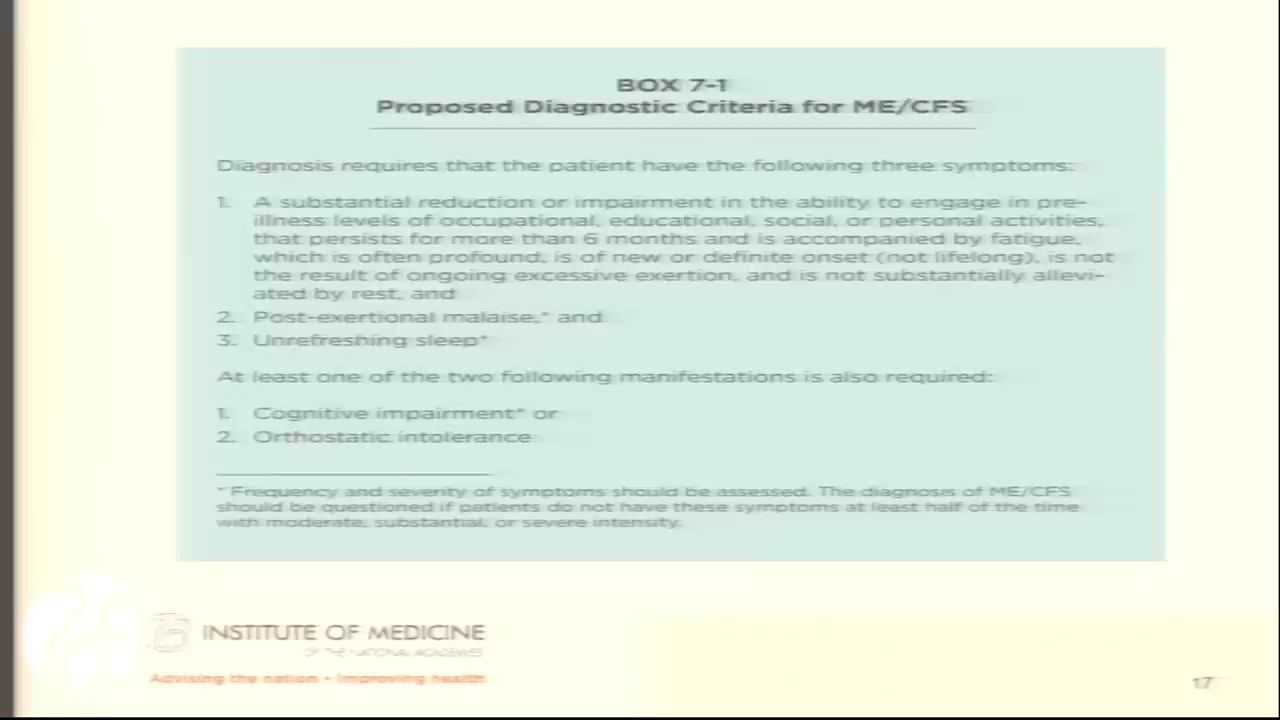 BOX 7-1
Proposed Diagnostic Criteria for ME/CFS
Diagnosis requires that the patient have the following three symptoms:
1. A substantial reduction or impairment in the ability to engage in pre-
illness levels of occupational, educational, social, or personal activities,
that persists for more than 6 months and is accompanied by fatigue,
which is often profound, is of new or definite onset (not lifelong), is not
the result of ongoing excessive exertion, and is not substantially allevi-
ated by rest, and
2. Post-exertional malaise,* and
3. Unrefreshing sleep*
At least one of the two following manifestations is also required:
1. Cognitive impairment* or
2. Orthostatic intolerance
* Frequency and severity of symptoms should be assessed. The diagnosis of ME/CFS
should be questioned if patients do not have these symptoms at least half of the time
with moderate, substantial, or severe intensity.
INSTITUTE OF MEDICINE
OF THE NATIONAL ACADEMIES
Advising the nation • Improving health
17